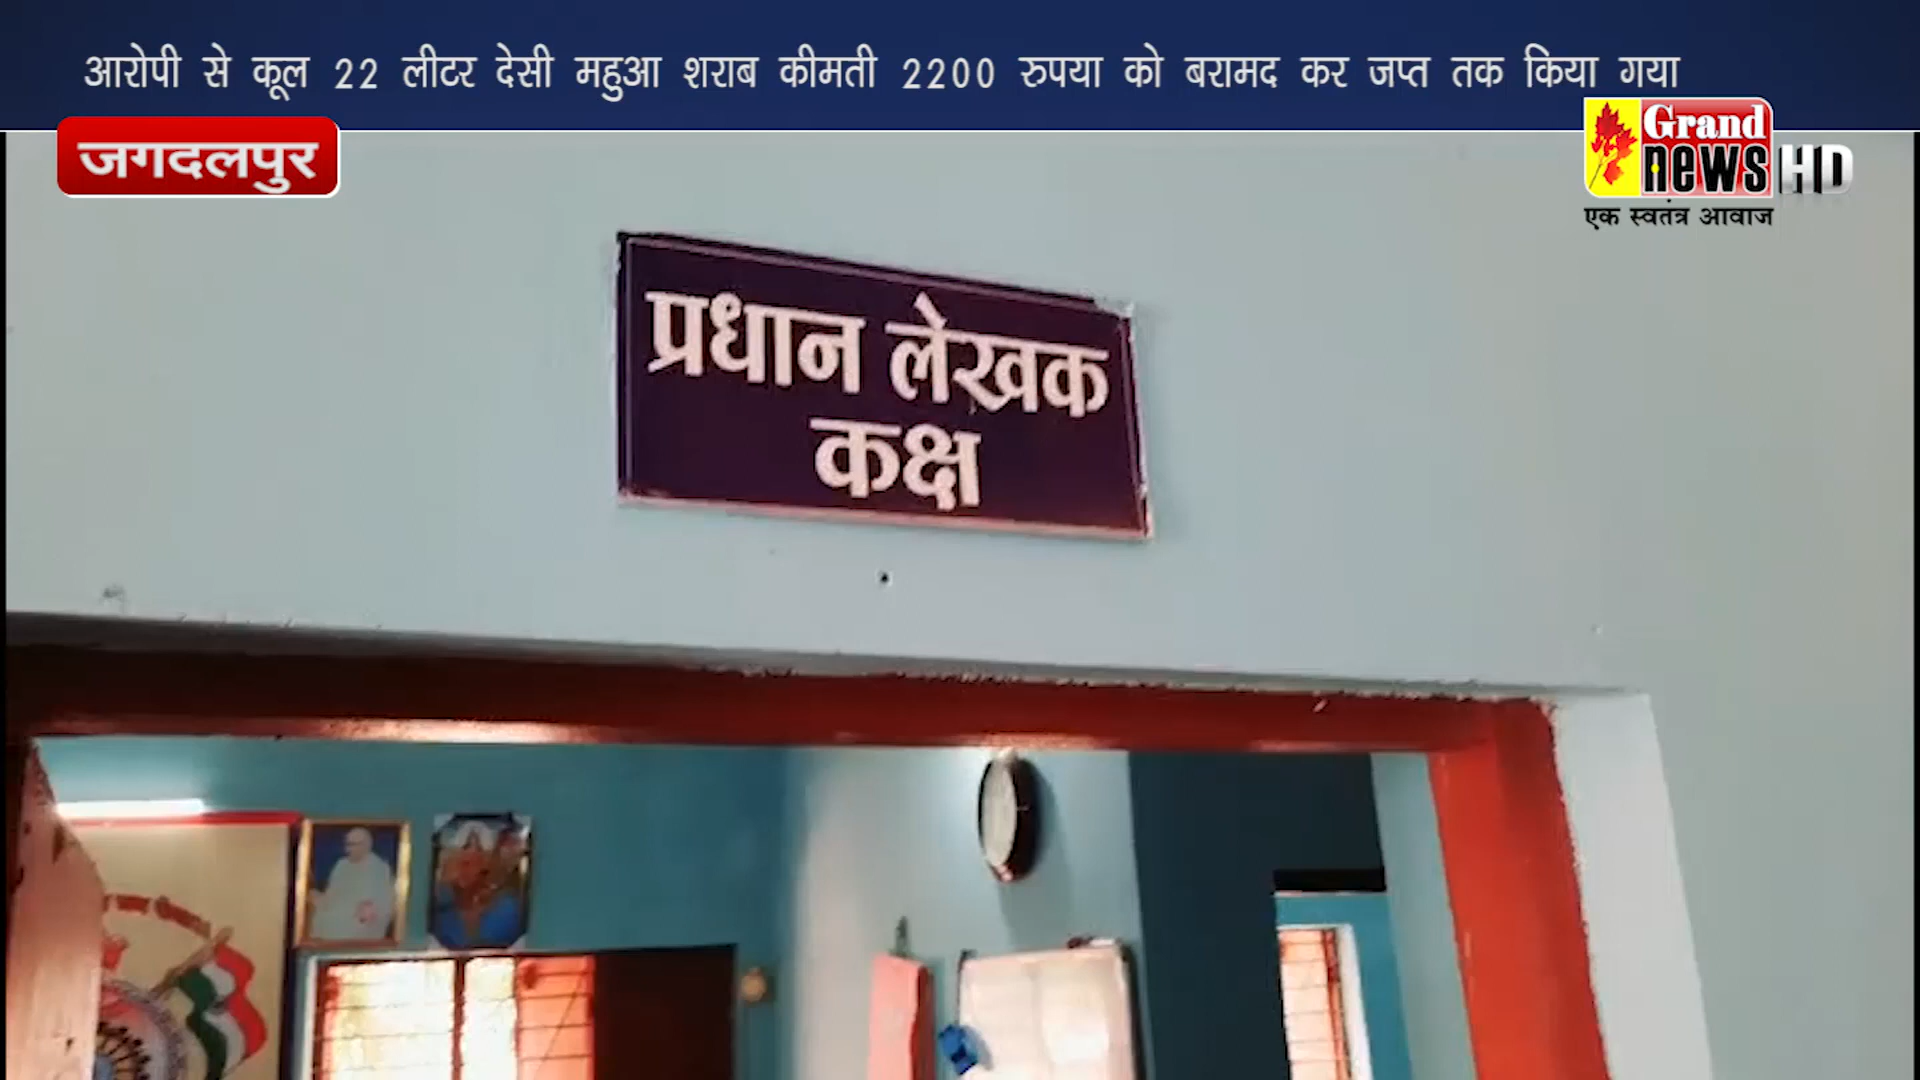 आरोपी से कूल 22 लीटर देसी महुआ शराब कीमती 2200 रुपया को बरामद कर जप्त तक किया गया
जगदलपुर
Grand
news HD
एक स्वतंत्र आवाज
प्रधान लेखक
कक्ष